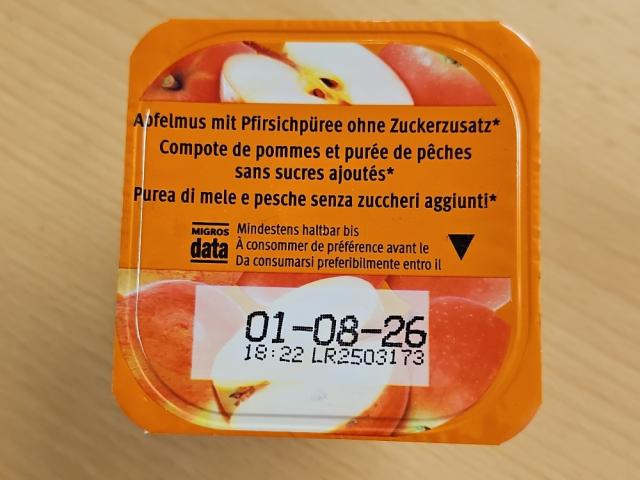 Apfelmus mit Pfirsichpüree ohne Zuckerzusatz*
Compote de pommes et purée de pêches
sans sucres ajoutés*
Purea di mele e pesche senza zuccheri aggiunti*
MIGROS
data
Mindestens haltbar bis
À consommer de préférence avant le
Da consumarsi preferibilmente entro il
01-08-26
18:22 LR2503173